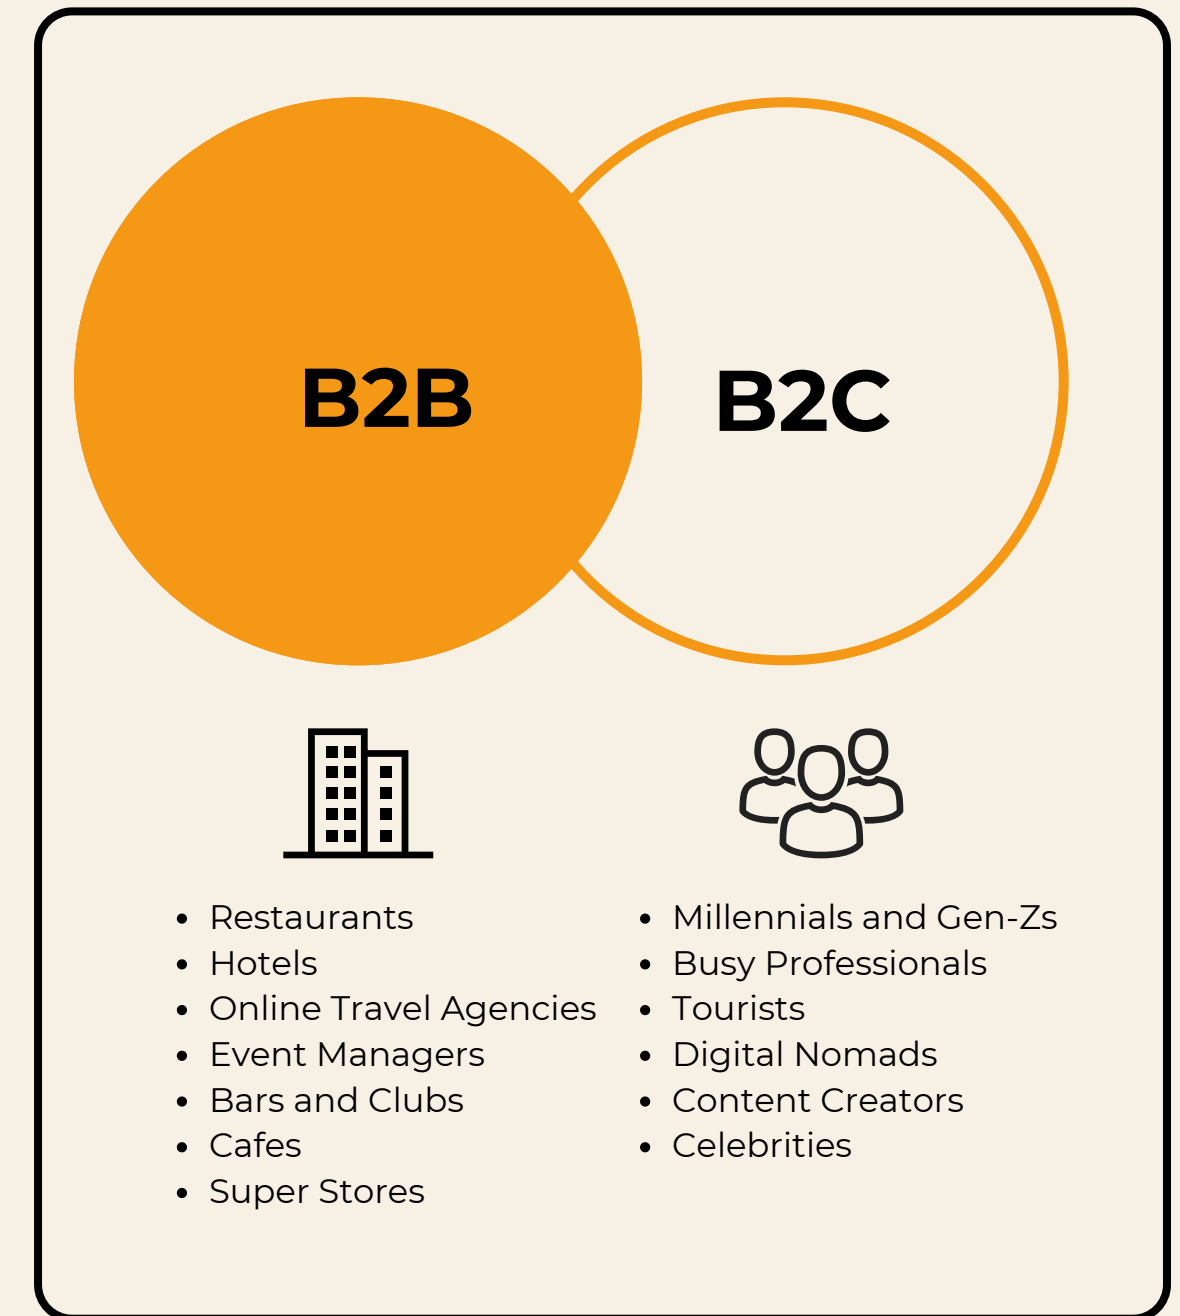 B2B
B2C
• Restaurants
• Hotels
• Online Travel Agencies
• Event Managers
• Bars and Clubs
• Cafes
• Super Stores
• Millennials and Gen-Zs
• Busy Professionals
• Tourists
• Digital Nomads
• Content Creators
• Celebrities